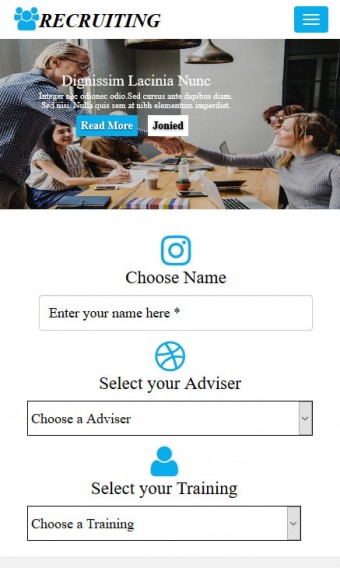 RECRUITING
Dignissim Lacinia Nunc
Integer nec odionec odio.Sed cursus ante dapibus diam.
Sed nisi. Nulla quis sem at nibh elementum imperdiet.
Read More Jonied
Choose Name
Enter your name here *
Select your Adviser
Choose a Adviser
Select your Training
Choose a Training